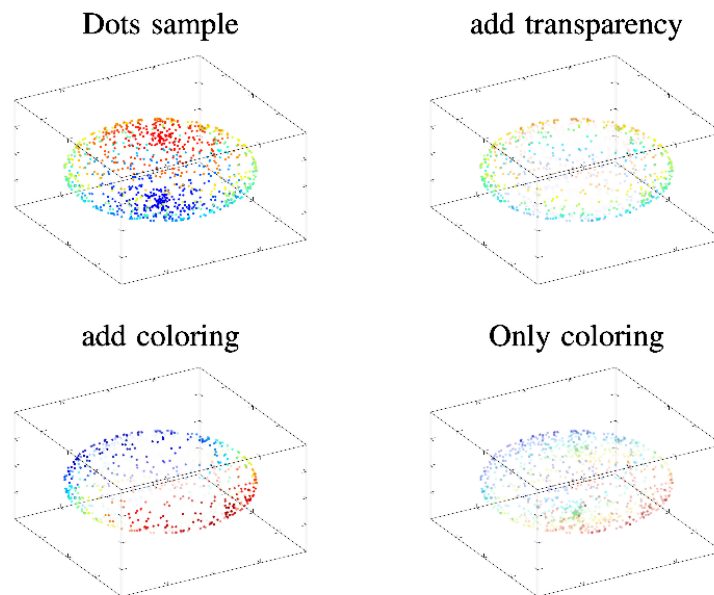 Dots sample
add transparency
add coloring
Only coloring